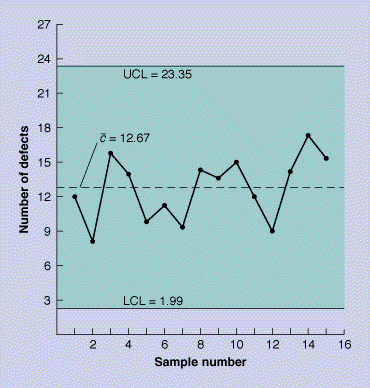 27
24
UCL = 23.35
21
18
c̄ = 12.67
15
12
9
6
3
LCL = 1.99
Number of defects
2 4 6 8 10 12 14 16
Sample number